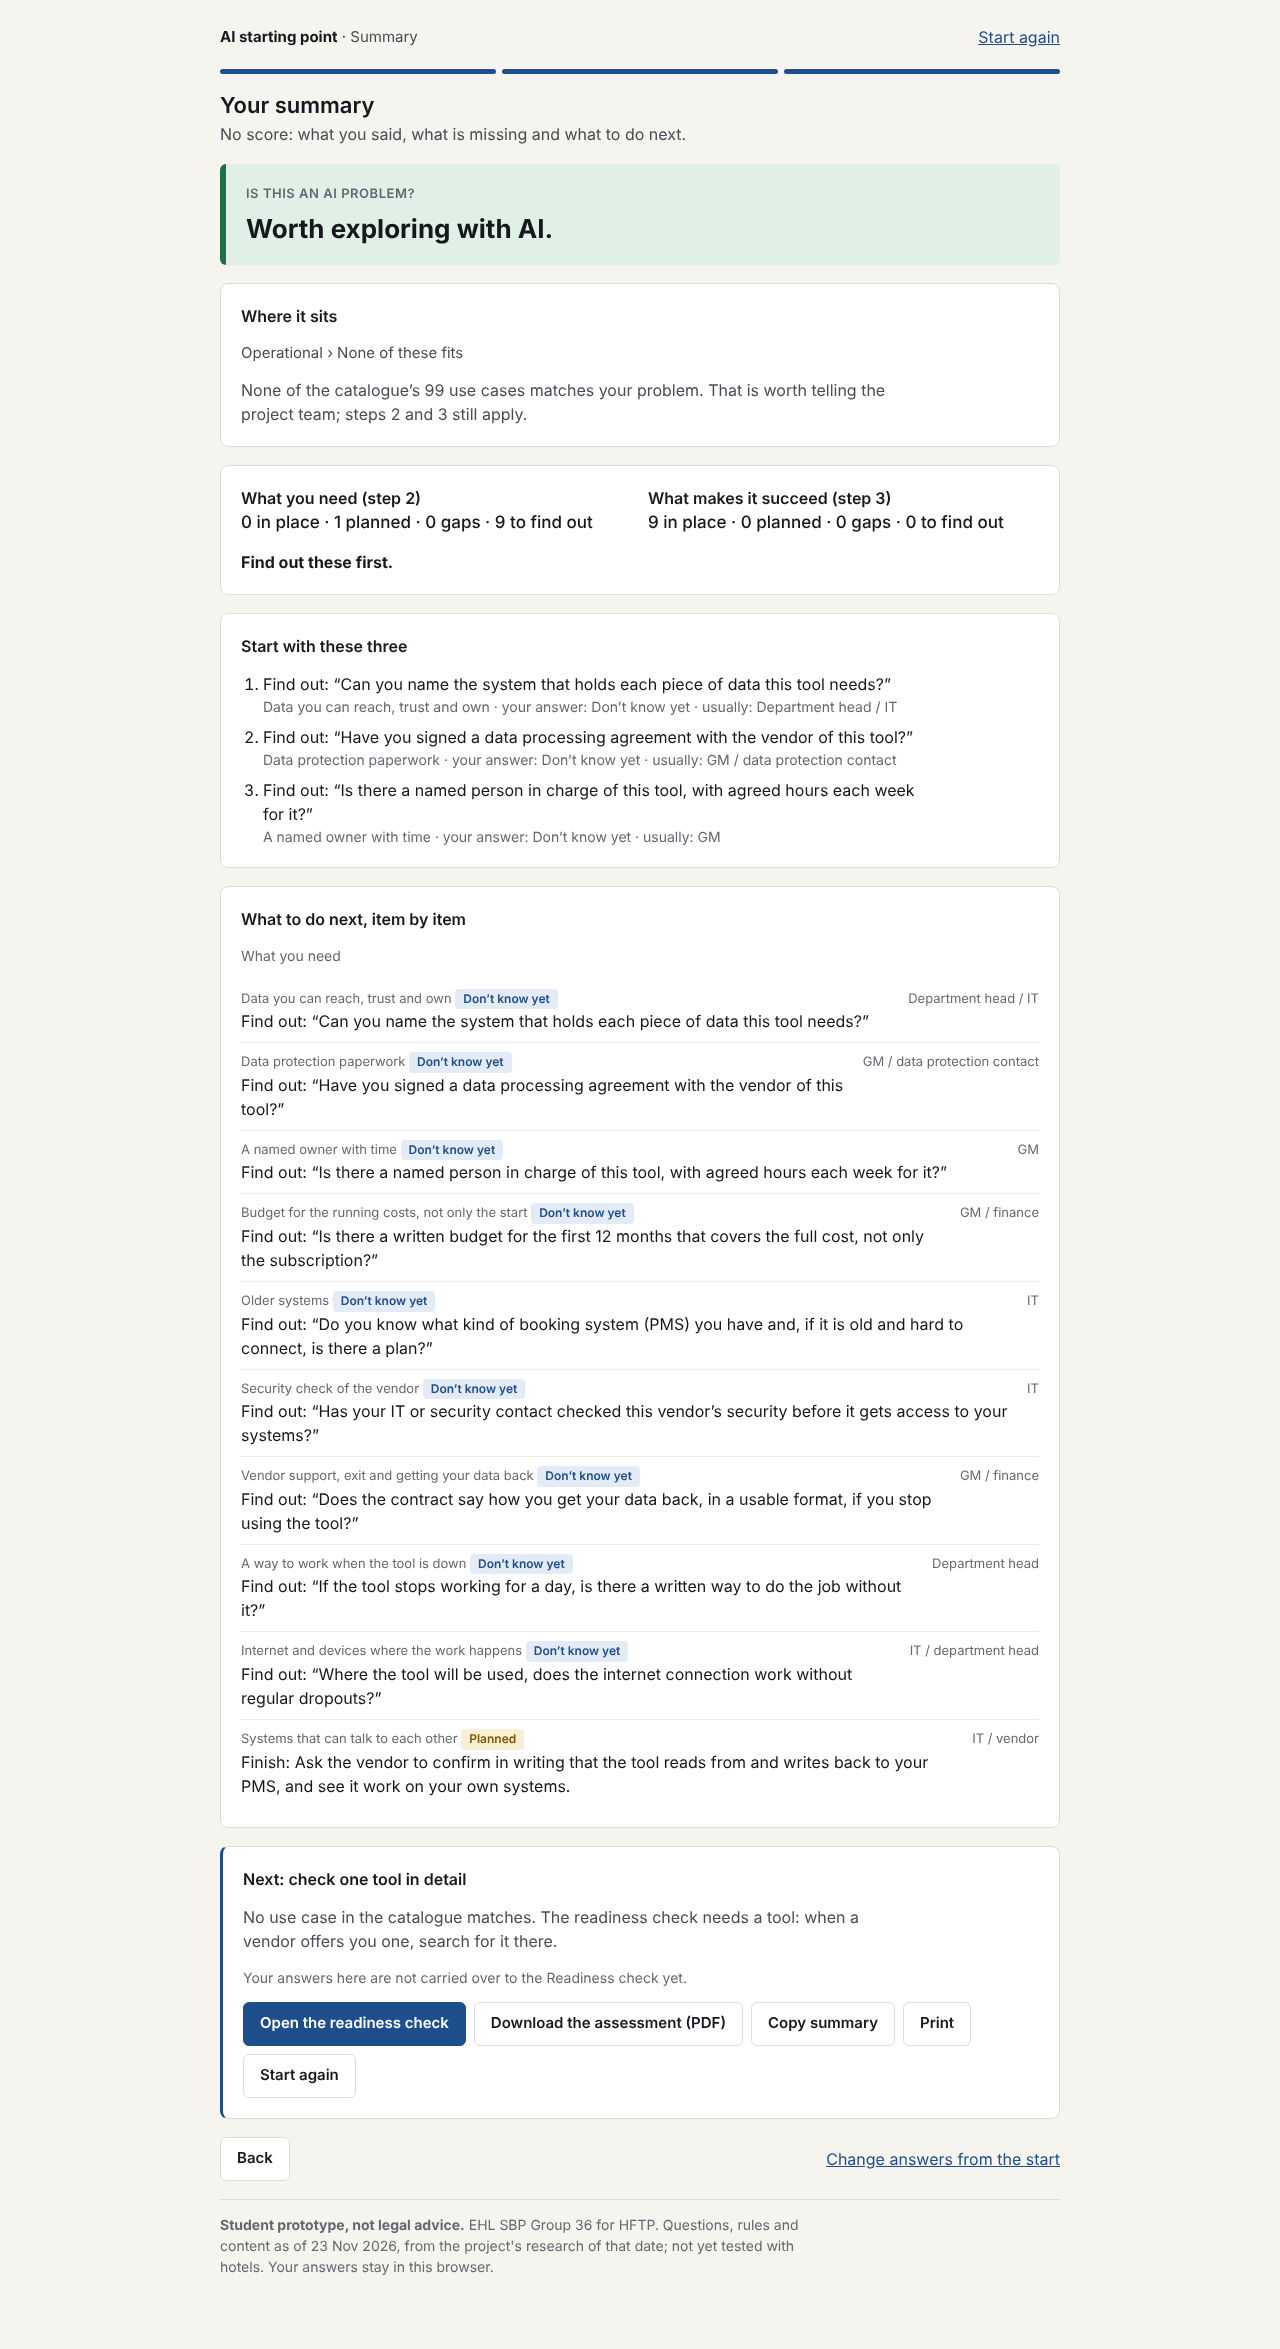 AI starting point · Summary
Start again
Your summary
No score: what you said, what is missing and what to do next.
IS THIS AN AI PROBLEM?
Worth exploring with AI.
Where it sits
Operational › None of these fits
None of the catalogue’s 99 use cases matches your problem. That is worth telling the
project team; steps 2 and 3 still apply.
What you need (step 2)
0 in place · 1 planned · 0 gaps · 9 to find out
What makes it succeed (step 3)
9 in place · 0 planned · 0 gaps · 0 to find out
Find out these first.
Start with these three
1. Find out: “Can you name the system that holds each piece of data this tool needs?”
Data you can reach, trust and own · your answer: Don’t know yet · usually: Department head / IT
2. Find out: “Have you signed a data processing agreement with the vendor of this tool?”
Data protection paperwork · your answer: Don’t know yet · usually: GM / data protection contact
3. Find out: “Is there a named person in charge of this tool, with agreed hours each week
for it?”
A named owner with time · your answer: Don’t know yet · usually: GM
What to do next, item by item
What you need
Data you can reach, trust and own Don’t know yet Department head / IT
Find out: “Can you name the system that holds each piece of data this tool needs?”
Data protection paperwork Don’t know yet GM / data protection contact
Find out: “Have you signed a data processing agreement with the vendor of this
tool?”
A named owner with time Don’t know yet GM
Find out: “Is there a named person in charge of this tool, with agreed hours each week for it?”
Budget for the running costs, not only the start Don’t know yet GM / finance
Find out: “Is there a written budget for the first 12 months that covers the full cost, not only
the subscription?”
Older systems Don’t know yet IT
Find out: “Do you know what kind of booking system (PMS) you have and, if it is old and hard to
connect, is there a plan?”
Security check of the vendor Don’t know yet IT
Find out: “Has your IT or security contact checked this vendor’s security before it gets access to your
systems?”
Vendor support, exit and getting your data back Don’t know yet GM / finance
Find out: “Does the contract say how you get your data back, in a usable format, if you stop
using the tool?”
A way to work when the tool is down Don’t know yet Department head
Find out: “If the tool stops working for a day, is there a written way to do the job without
it?”
Internet and devices where the work happens Don’t know yet IT / department head
Find out: “Where the tool will be used, does the internet connection work without
regular dropouts?”
Systems that can talk to each other Planned IT / vendor
Finish: Ask the vendor to confirm in writing that the tool reads from and writes back to your
PMS, and see it work on your own systems.
Next: check one tool in detail
No use case in the catalogue matches. The readiness check needs a tool: when a
vendor offers you one, search for it there.
Your answers here are not carried over to the Readiness check yet.
Open the readiness check
Download the assessment (PDF)
Copy summary
Print
Start again
Back
Change answers from the start
Student prototype, not legal advice. EHL SBP Group 36 for HFTP. Questions, rules and
content as of 23 Nov 2026, from the project's research of that date; not yet tested with
hotels. Your answers stay in this browser.